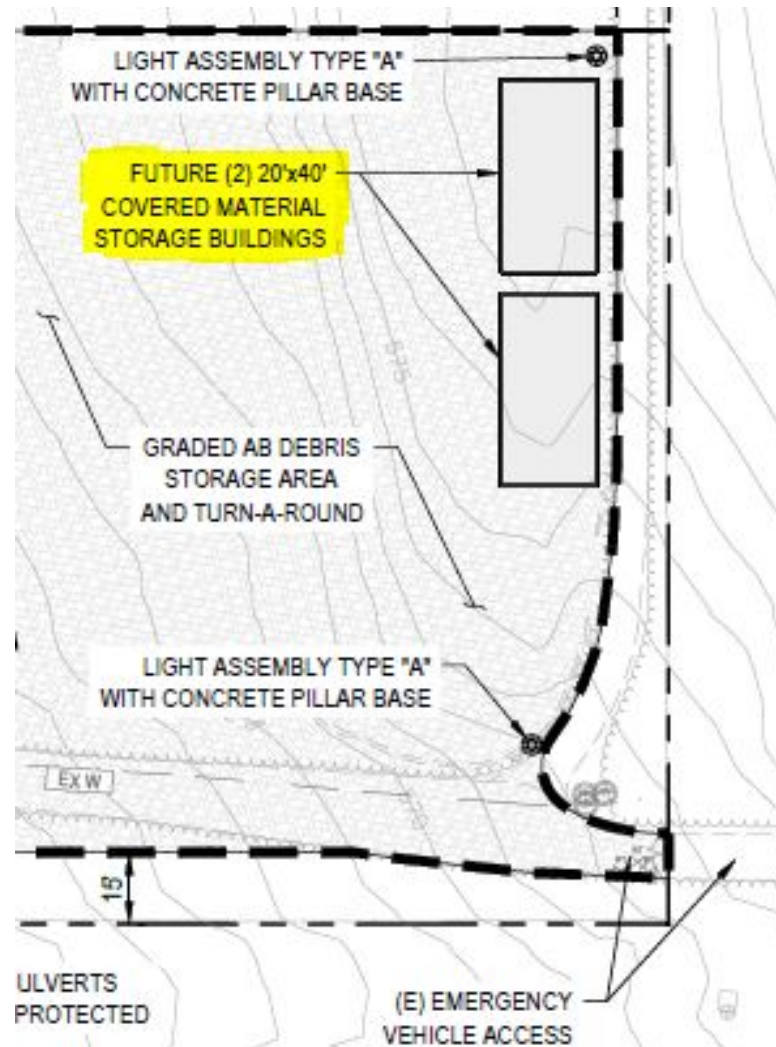 LIGHT ASSEMBLY TYPE "A"
WITH CONCRETE PILLAR BASE
FUTURE (2) 20'x40'
COVERED MATERIAL
STORAGE BUILDINGS
575
GRADED AB DEBRIS
STORAGE AREA
AND TURN-A-ROUND
LIGHT ASSEMBLY TYPE "A"
WITH CONCRETE PILLAR BASE
EX W
15'
ULVERTS
PROTECTED
(E) EMERGENCY
VEHICLE ACCESS